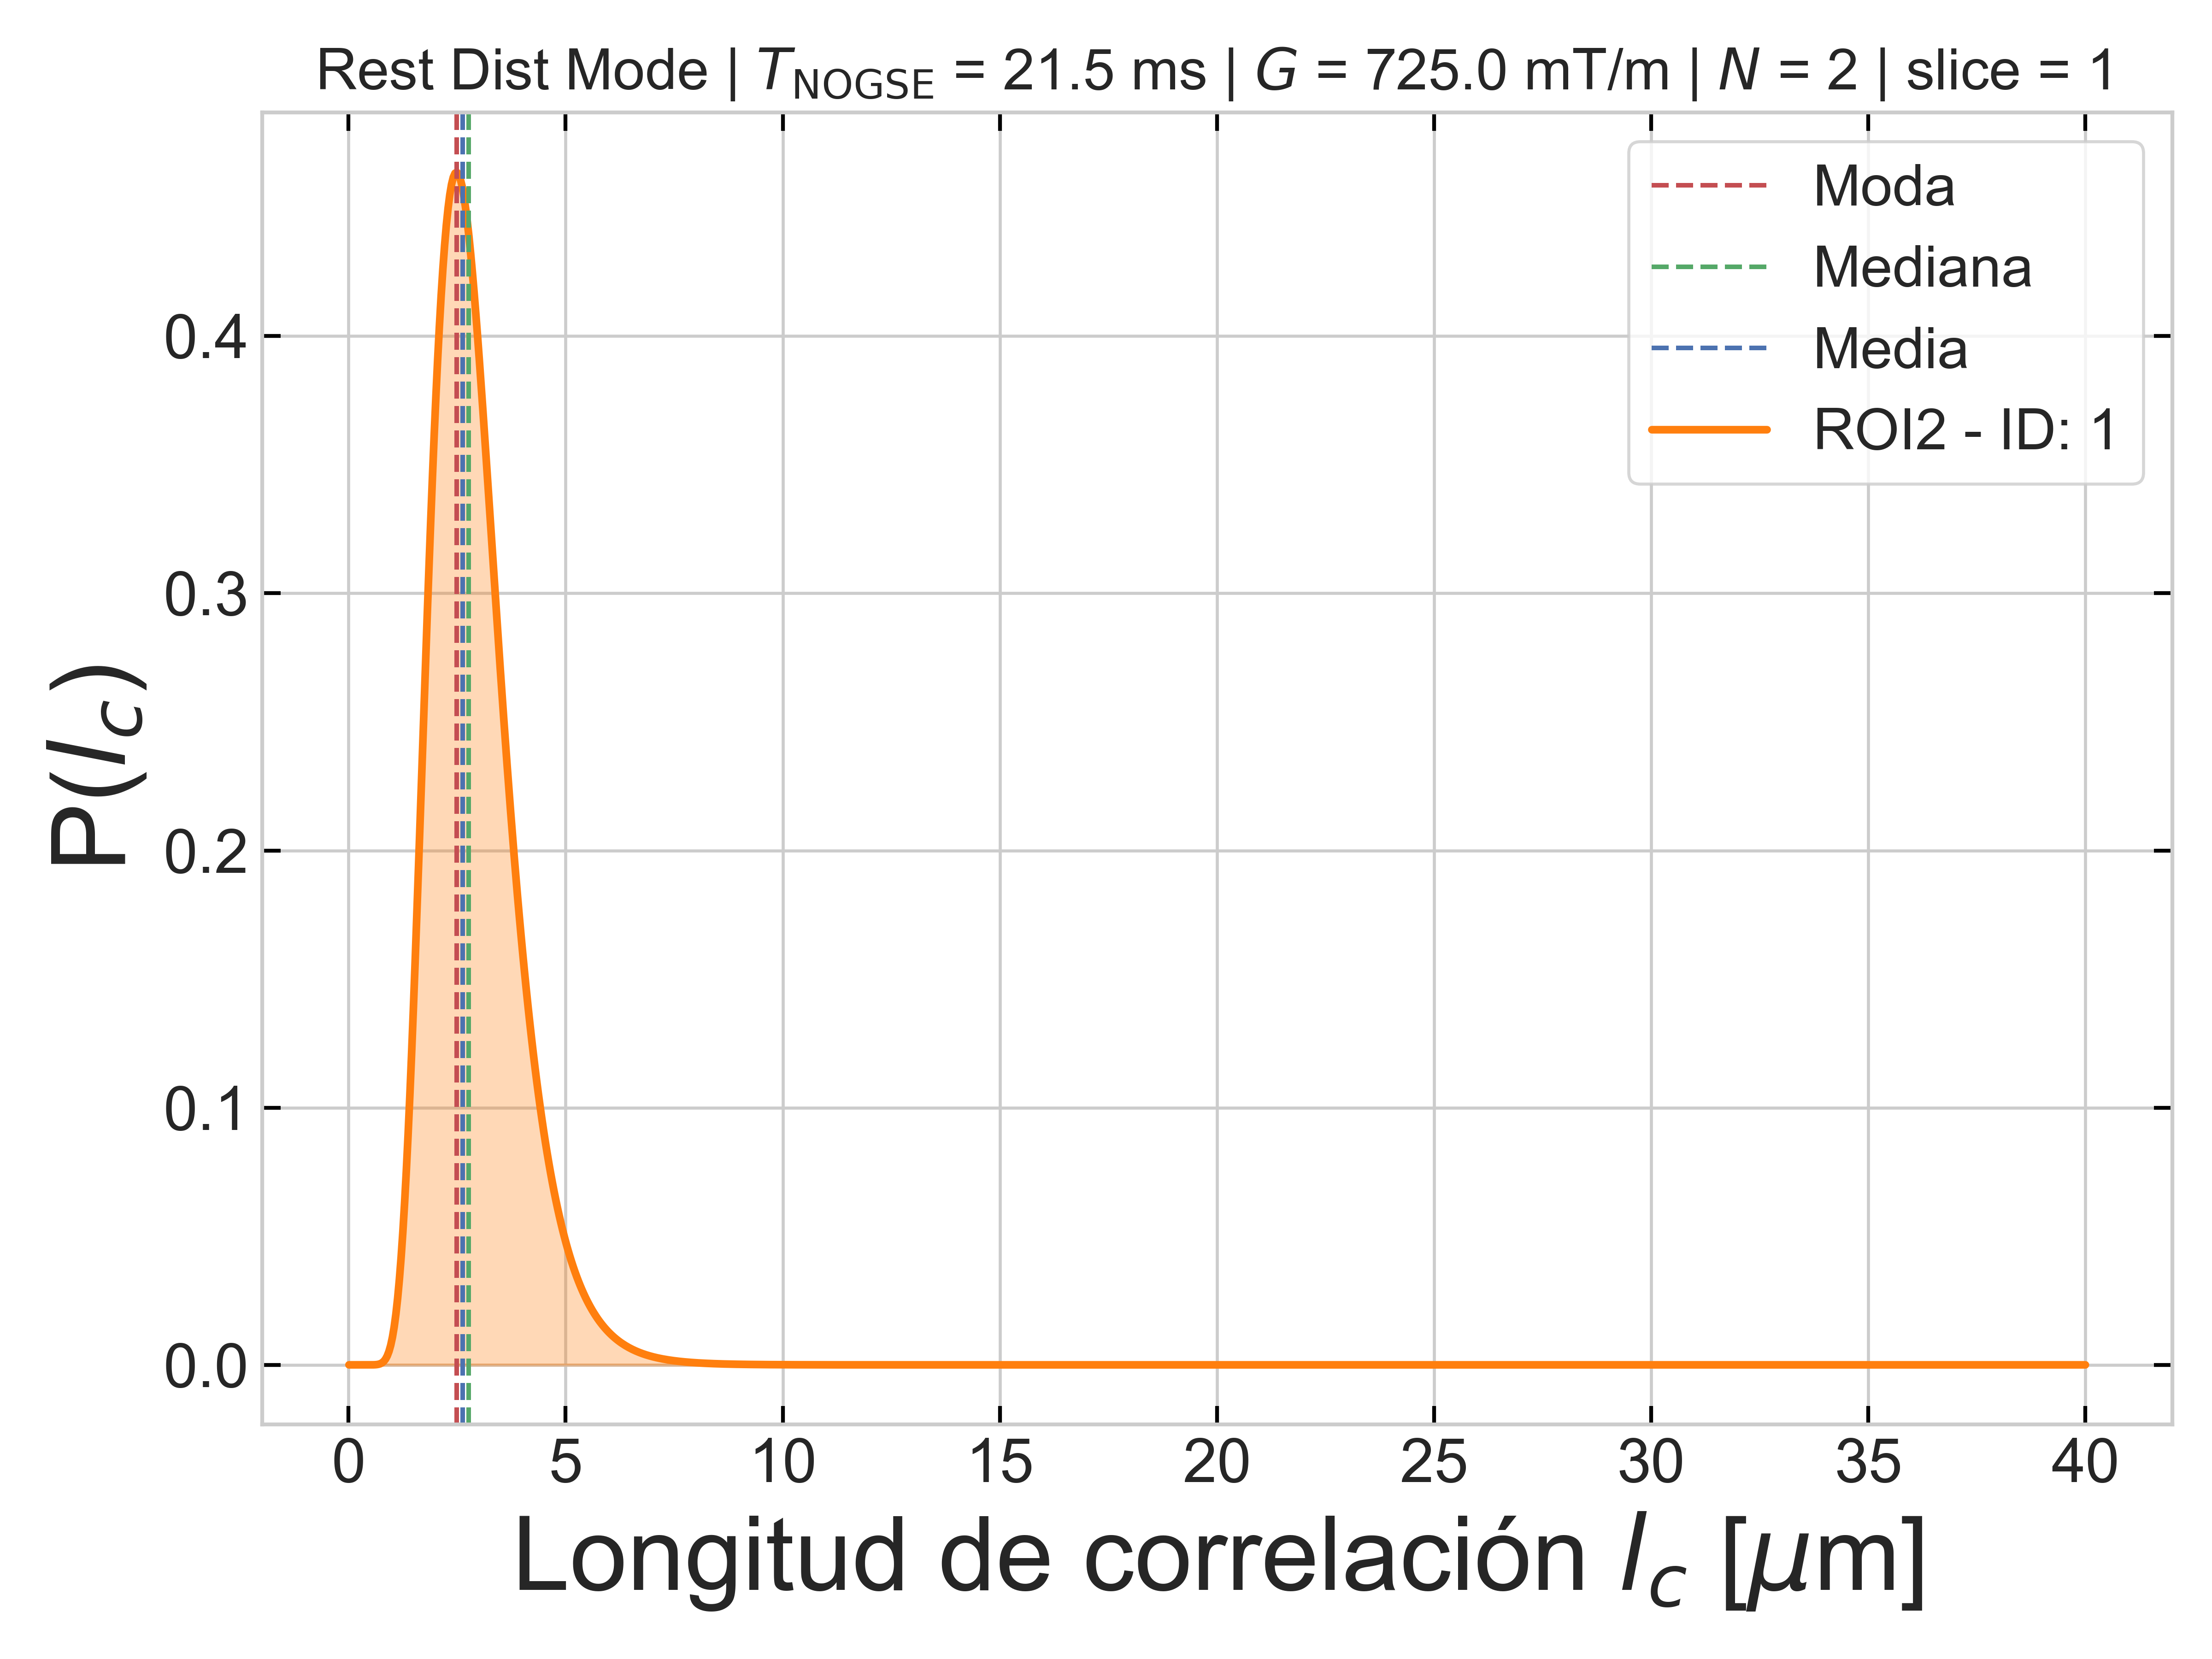 Rest Dist Mode | T_NOGSE = 21.5 ms | G = 725.0 mT/m | N = 2 | slice = 1
Moda
Mediana
Media
ROI2 - ID: 1
P(l_c)
0.4
0.3
0.2
0.1
0.0
0 5 10 15 20 25 30 35 40
Longitud de correlación l_c [μm]